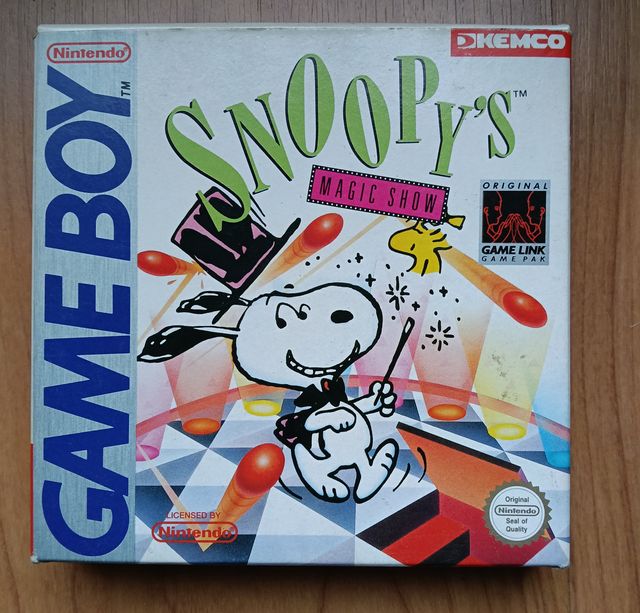 Nintendo®
GAME BOY™
KEMCO
SNOOPY'S™
MAGIC SHOW
ORIGINAL
GAME LINK
GAME PAK
LICENSED BY
Nintendo®
Original
Nintendo
Seal of
Quality